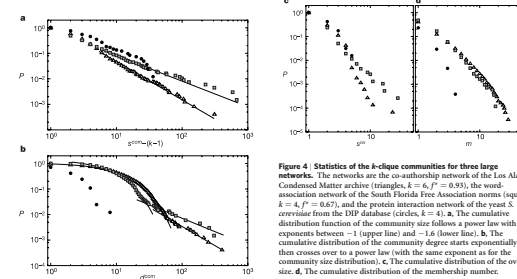 a
10⁰
10⁻¹
P
10⁻²
10⁻³
10⁰ 10¹ 10² 10³
s^com–(k–1)
b
10⁰
10⁻¹
P
10⁻²
10⁻³
10⁻⁴
10⁰ 10¹ 10² 10³
d^com
c
10⁰
10⁻¹
10⁻²
P
10⁻³
10⁻⁴
10⁻⁵
1 10
s^ov
d
1 10
m
Figure 4 | Statistics of the k-clique communities for three large
networks. The networks are the co-authorship network of the Los
Condensed Matter archive (triangles, k = 6, f* = 0.93), the word-
association network of the South Florida Free Association norms
k = 4, f* = 0.67), and the protein interaction network of the yeast S.
cerevisiae from the DIP database (circles, k = 4). a, The cumulative
distribution function of the community size follows a power law with
exponents between −1 (upper line) and −1.6 (lower line). b, The
cumulative distribution of the community degree starts exponentially
then crosses over to a power law (with the same exponent as for the
community size distribution). c, The cumulative distribution of the
size. d, The cumulative distribution of the membership number.